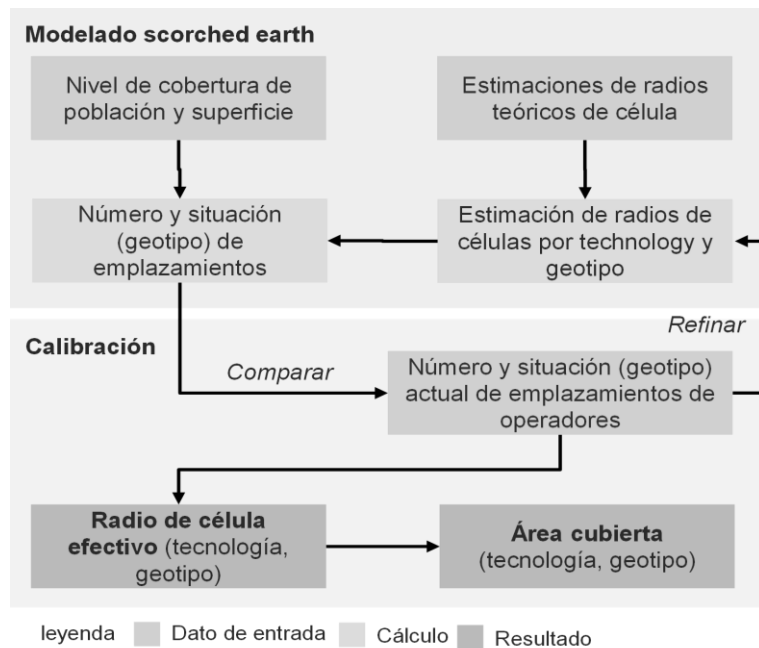 Modelado scorched earth
Nivel de cobertura de
población y superficie
Estimaciones de radios
teóricos de célula
Número y situación
(geotipo) de
emplazamientos
Estimación de radios de
células por technology y
geotipo
Refinar
Calibración
Comparar
Número y situación (geotipo)
actual de emplazamientos de
operadores
Radio de célula
efectivo (tecnología,
geotipo)
Área cubierta
(tecnología, geotipo)
leyenda
Dato de entrada
Cálculo
Resultado